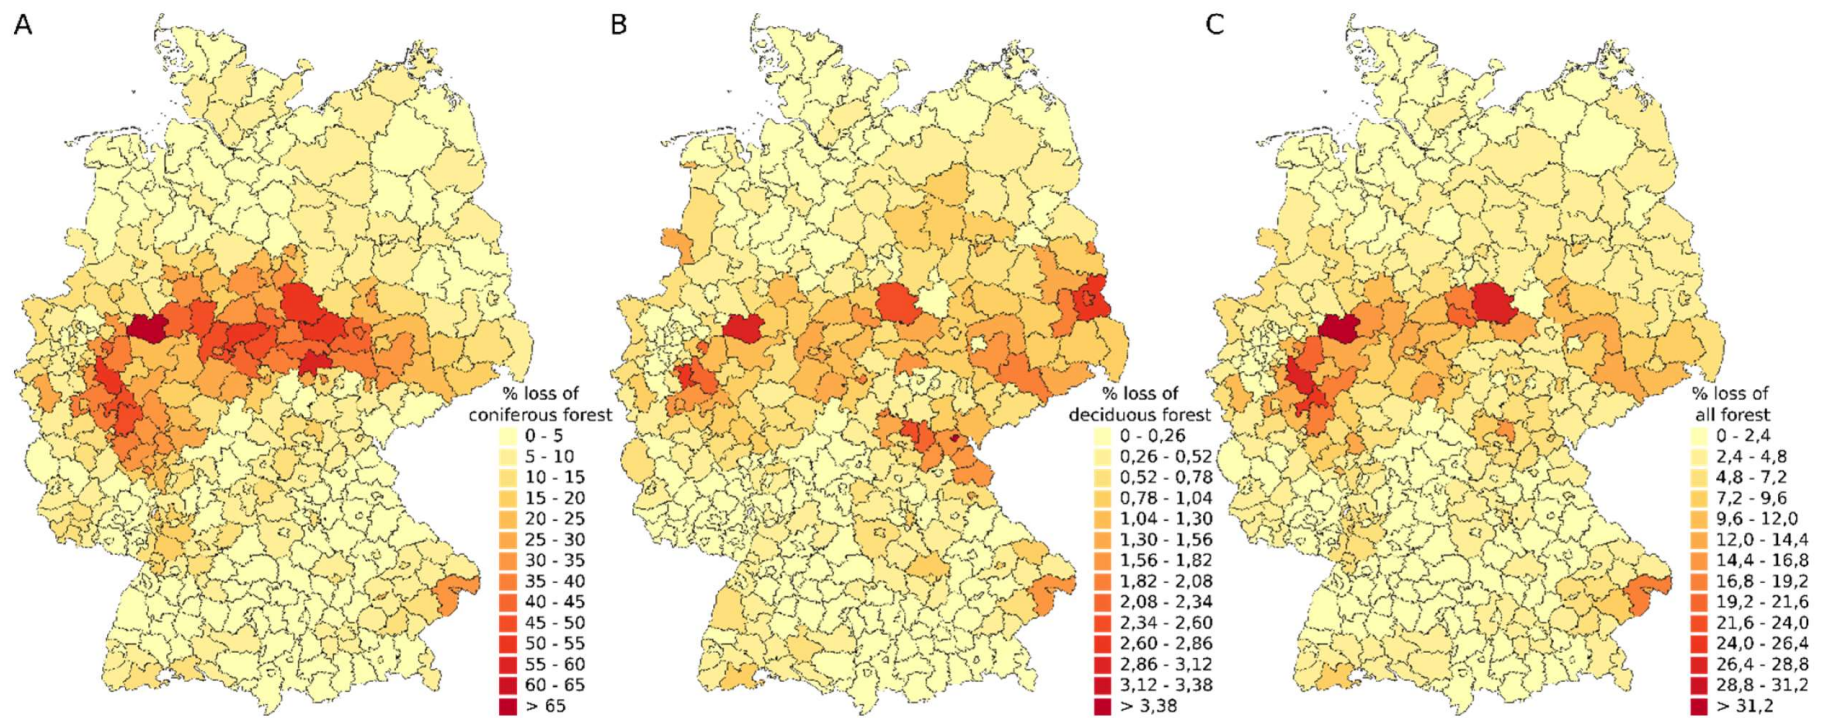 A
B
C
% loss of
coniferous forest
0 - 5
5 - 10
10 - 15
15 - 20
20 - 25
25 - 30
30 - 35
35 - 40
40 - 45
45 - 50
50 - 55
55 - 60
60 - 65
> 65
% loss of
deciduous forest
0 - 0,26
0,26 - 0,52
0,52 - 0,78
0,78 - 1,04
1,04 - 1,30
1,30 - 1,56
1,56 - 1,82
1,82 - 2,08
2,08 - 2,34
2,34 - 2,60
2,60 - 2,86
2,86 - 3,12
3,12 - 3,38
> 3,38
% loss of
all forest
0 - 2,4
2,4 - 4,8
4,8 - 7,2
7,2 - 9,6
9,6 - 12,0
12,0 - 14,4
14,4 - 16,8
16,8 - 19,2
19,2 - 21,6
21,6 - 24,0
24,0 - 26,4
26,4 - 28,8
28,8 - 31,2
> 31,2